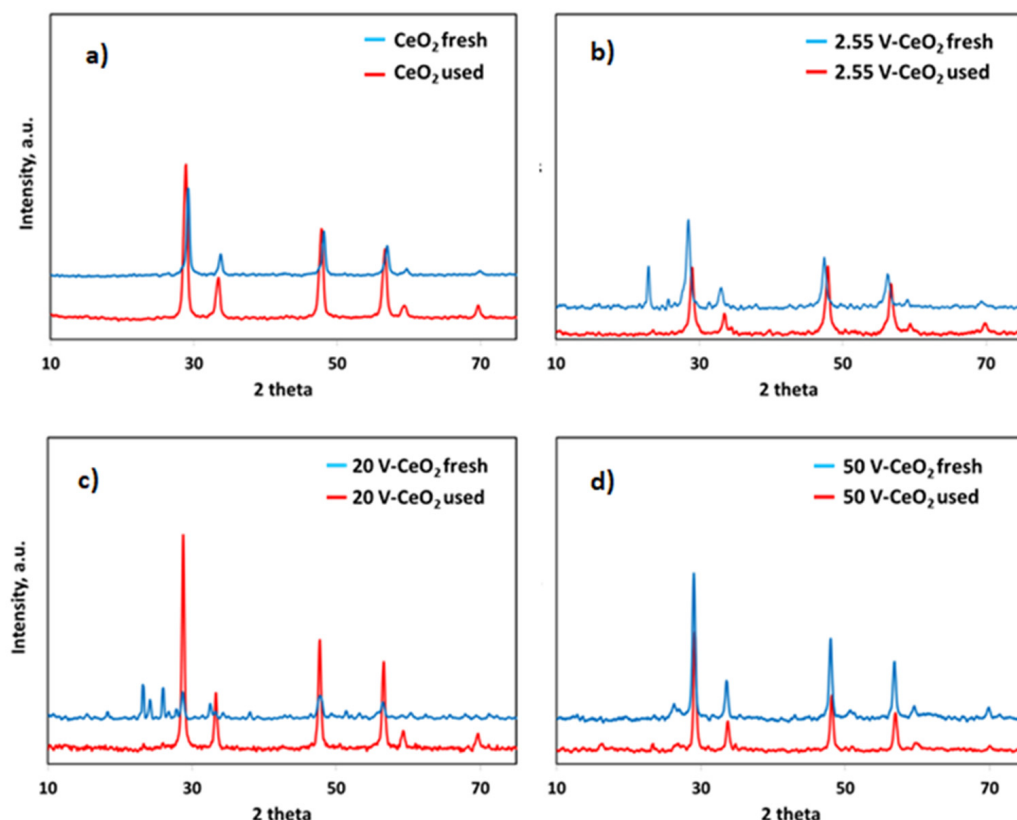 a)
CeO₂ fresh
CeO₂ used
Intensity, a.u.
10 30 50 70
2 theta
b)
2.55 V-CeO₂ fresh
2.55 V-CeO₂ used
10 30 50 70
2 theta
c)
20 V-CeO₂ fresh
20 V-CeO₂ used
Intensity, a.u.
10 30 50 70
2 theta
d)
50 V-CeO₂ fresh
50 V-CeO₂ used
10 30 50 70
2 theta